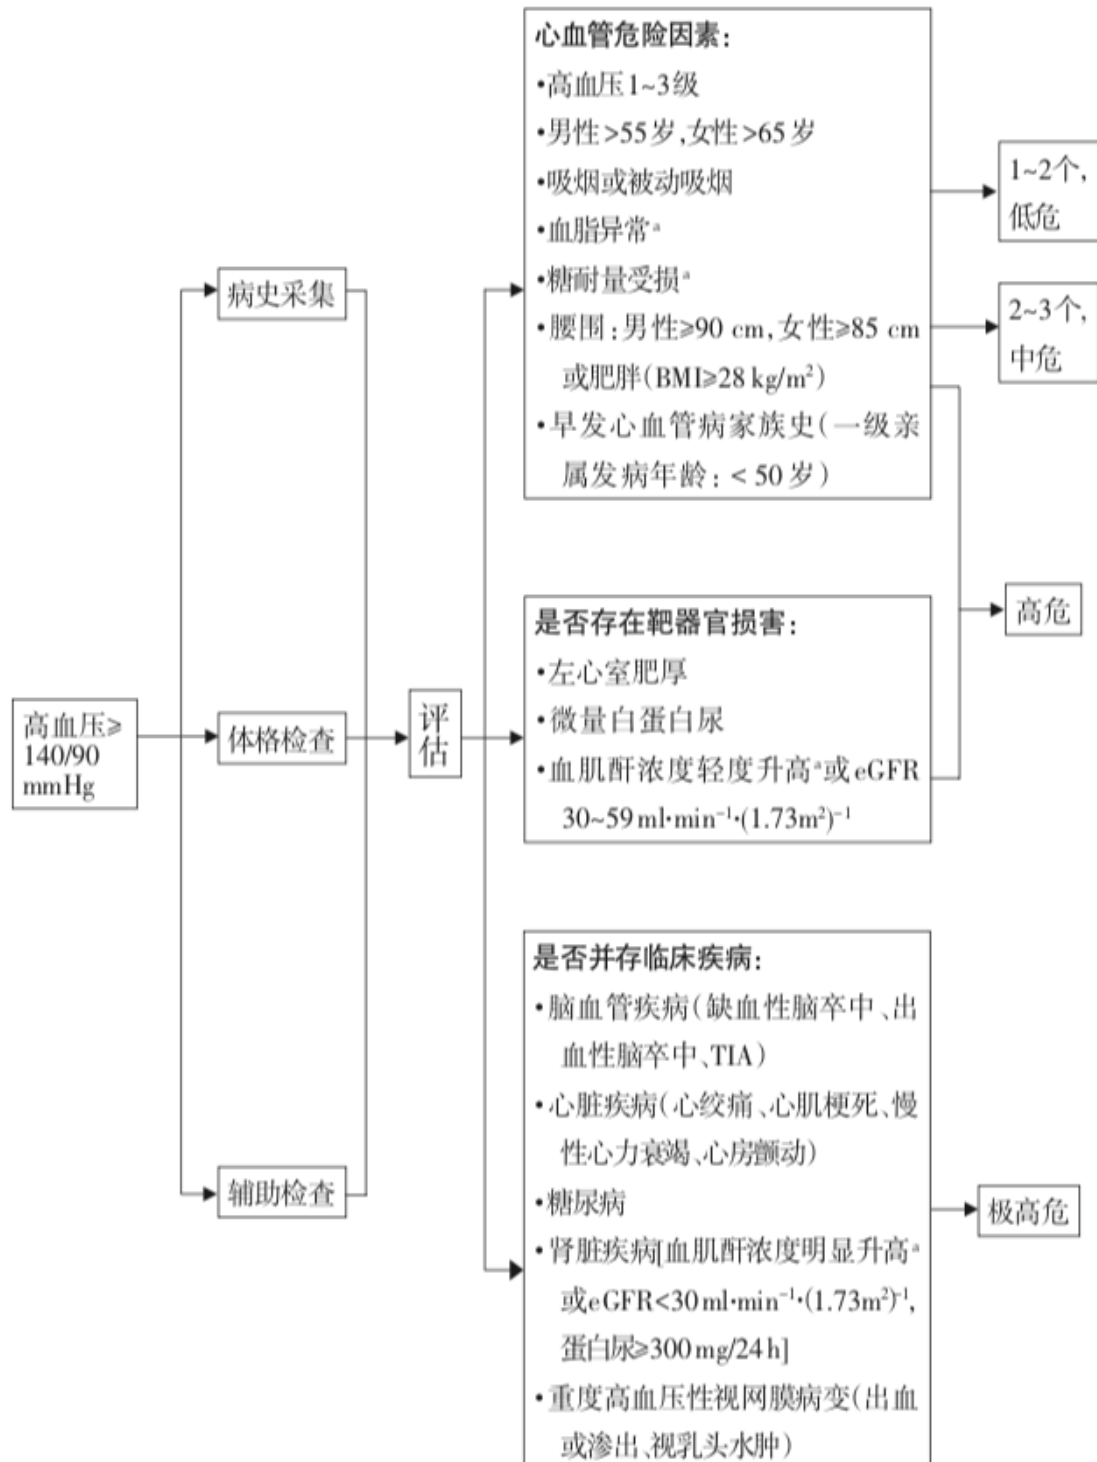 高血压≥
140/90
mmHg
病史采集
体格检查
辅助检查
评
估
心血管危险因素：
•高血压1~3级
•男性>55岁,女性>65岁
•吸烟或被动吸烟
•血脂异常ᵃ
•糖耐量受损ᵃ
•腰围：男性≥90 cm,女性≥85 cm
或肥胖(BMI≥28 kg/m²)
•早发心血管病家族史(一级亲
属发病年龄：< 50岁)
1~2个,
低危
2~3个,
中危
是否存在靶器官损害：
•左心室肥厚
•微量白蛋白尿
•血肌酐浓度轻度升高ᵃ或eGFR
30~59 ml·min⁻¹·(1.73m²)⁻¹
高危
是否并存临床疾病：
•脑血管疾病(缺血性脑卒中、出
血性脑卒中、TIA)
•心脏疾病(心绞痛、心肌梗死、慢
性心力衰竭、心房颤动)
•糖尿病
•肾脏疾病[血肌酐浓度明显升高ᵃ
或eGFR<30 ml·min⁻¹·(1.73m²)⁻¹,
蛋白尿≥300 mg/24 h]
•重度高血压性视网膜病变(出血
或渗出、视乳头水肿)
极高危